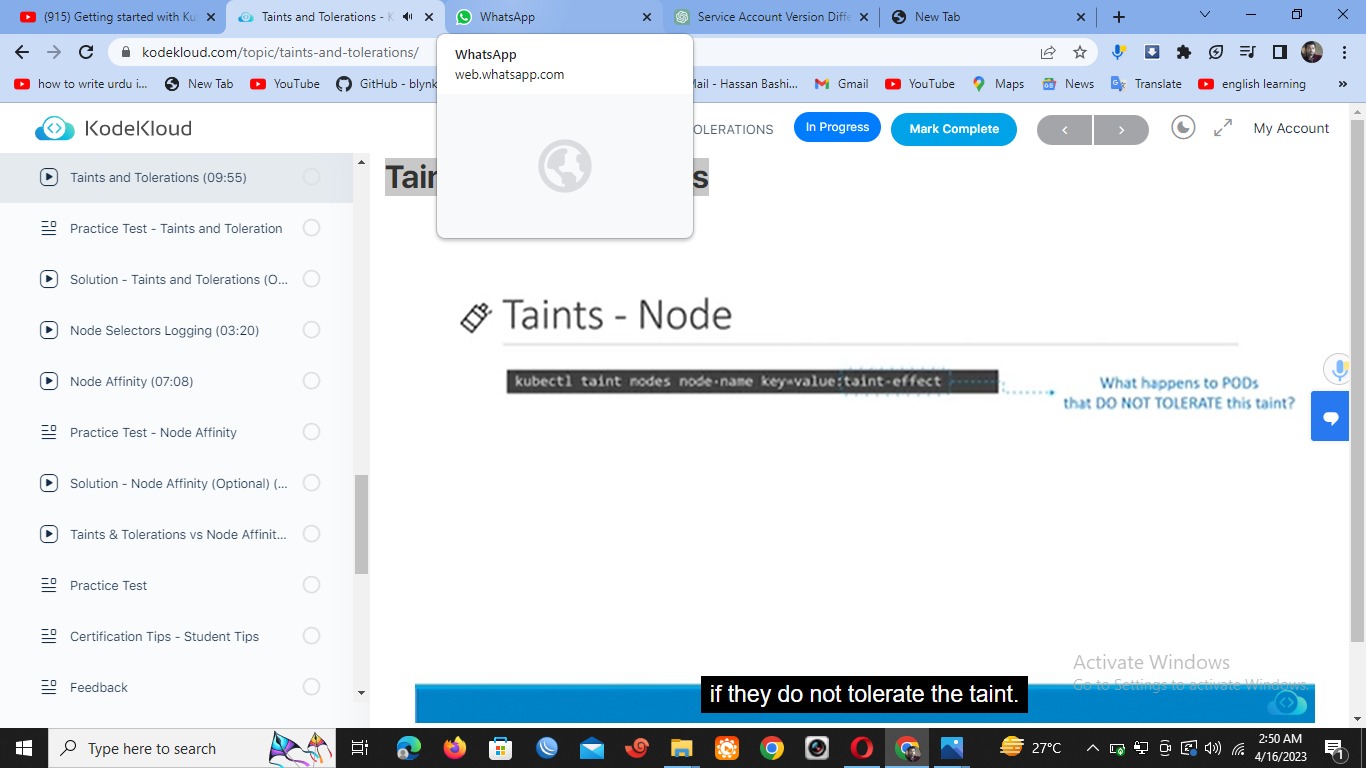 (915) Getting started with Ku
Taints and Tolerations - K
WhatsApp
Service Account Version Diffe
New Tab
kodekloud.com/topic/taints-and-tolerations/
how to write urdu i...
New Tab
YouTube
GitHub - blynk
Mail - Hassan Bashi...
Gmail
YouTube
Maps
News
Translate
english learning
WhatsApp
web.whatsapp.com
KodeKloud
OLERATIONS
In Progress
Mark Complete
My Account
Taints and Tolerations (09:55)
Practice Test - Taints and Toleration
Solution - Taints and Tolerations (O...
Node Selectors Logging (03:20)
Node Affinity (07:08)
Practice Test - Node Affinity
Solution - Node Affinity (Optional) (...
Taints & Tolerations vs Node Affinit...
Practice Test
Certification Tips - Student Tips
Feedback
Tai
s
Taints - Node
kubectl taint nodes node-name key=value:taint-effect
What happens to PODs
that DO NOT TOLERATE this taint?
if they do not tolerate the taint.
Activate Windows
Go to Settings to activate Windows.
Type here to search
27°C
2:50 AM
4/16/2023
1